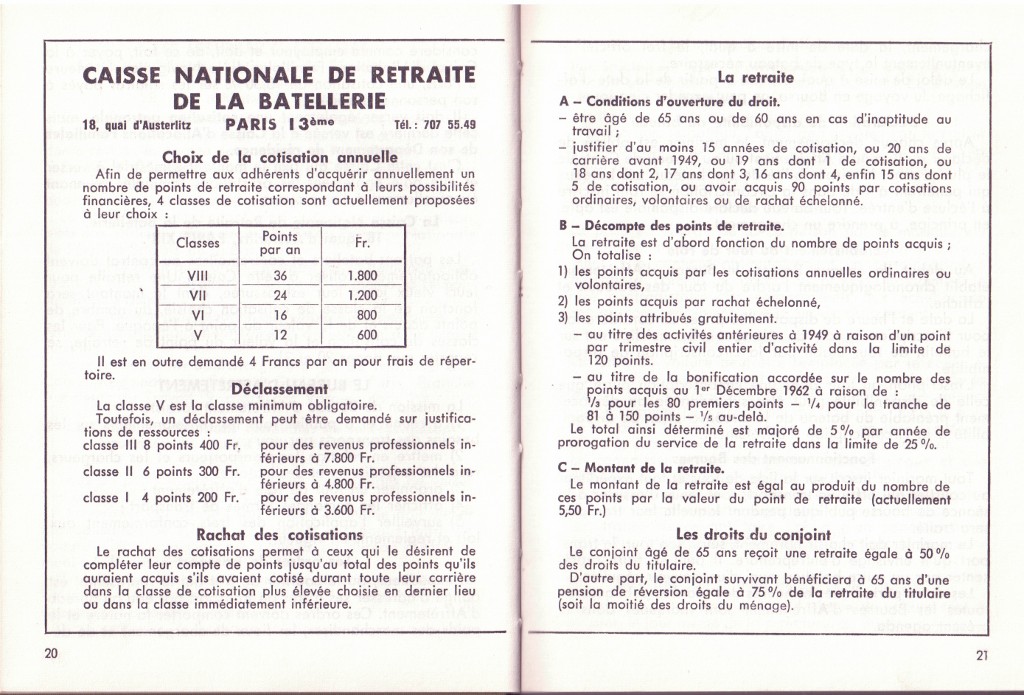 CAISSE NATIONALE DE RETRAITE
DE LA BATELLERIE
18, quai d'Austerlitz PARIS 13ème Tél. : 707 55.49
Choix de la cotisation annuelle
Afin de permettre aux adhérents d'acquérir annuellement un
nombre de points de retraite correspondant à leurs possibilités
financières, 4 classes de cotisation sont actuellement proposées
à leur choix :
Classes Points par an Fr.
VIII 36 1.800
VII 24 1.200
VI 16 800
V 12 600
Il est en outre demandé 4 Francs par an pour frais de réper-
toire.
Déclassement
La classe V est la classe minimum obligatoire.
Toutefois, un déclassement peut être demandé sur justifica-
tions de ressources :
classe III 8 points 400 Fr, pour des revenus professionnels in-
férieurs à 7.800 Fr.
classe II 6 points 300 Fr. pour des revenus professionnels in-
férieurs à 4.800 Fr.
classe I 4 points 200 Fr. pour des revenus professionnels in-
férieurs à 3.600 Fr.
Rachat des cotisations
Le rachat des cotisations permet à ceux qui le désirent de
compléter leur compte de points jusqu'au total des points qu'ils
auraient acquis s'ils avaient cotisé durant toute leur carrière
dans la classe de cotisation plus élevée choisie en dernier lieu
ou dans la classe immédiatement inférieure.
20
La retraite
A – Conditions d'ouverture du droit.
– être âgé de 65 ans ou de 60 ans en cas d'inaptitude au
travail ;
– justifier d'au moins 15 années de cotisation, ou 20 ans de
carrière avant 1949, ou 19 ans dont 1 de cotisation, ou
18 ans dont 2, 17 ans dont 3, 16 ans dont 4, enfin 15 ans dont
5 de cotisation, ou avoir acquis 90 points par cotisations
ordinaires, volontaires ou de rachat échelonné.
B – Décompte des points de retraite.
La retraite est d'abord fonction du nombre de points acquis ;
On totalise :
1) les points acquis par les cotisations annuelles ordinaires ou
volontaires,
2) les points acquis par rachat échelonné,
3) les points attribués gratuitement.
– au titre des activités antérieures à 1949 à raison d'un point
par trimestre civil entier d'activité dans la limite de
120 points.
– au titre de la bonification accordée sur le nombre des
points acquis au 1er Décembre 1962 à raison de :
1/3 pour les 80 premiers points – 1/4 pour la tranche de
81 à 150 points – 1/5 au-delà.
Le total ainsi déterminé est majoré de 5 % par année de
prorogation du service de la retraite dans la limite de 25 %.
C – Montant de la retraite.
Le montant de la retraite est égal au produit du nombre de
ces points par la valeur du point de retraite (actuellement
5,50 Fr.)
Les droits du conjoint
Le conjoint âgé de 65 ans reçoit une retraite égale à 50 %
des droits du titulaire.
D'autre part, le conjoint survivant bénéficiera à 65 ans d'une
pension de réversion égale à 75 % de la retraite du titulaire
(soit la moitié des droits du ménage).
21